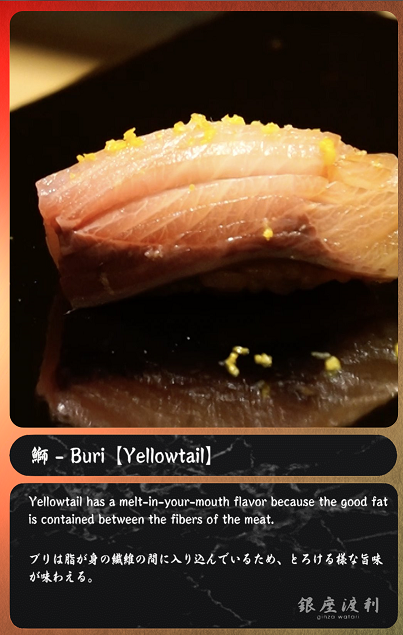 鰤 - Buri【Yellowtail】
Yellowtail has a melt-in-your-mouth flavor because the good fat
is contained between the fibers of the meat.
ブリは脂が身の繊維の間に入り込んでいるため、とろける様な旨味
が味わえる。
銀座渡利
ginza watari